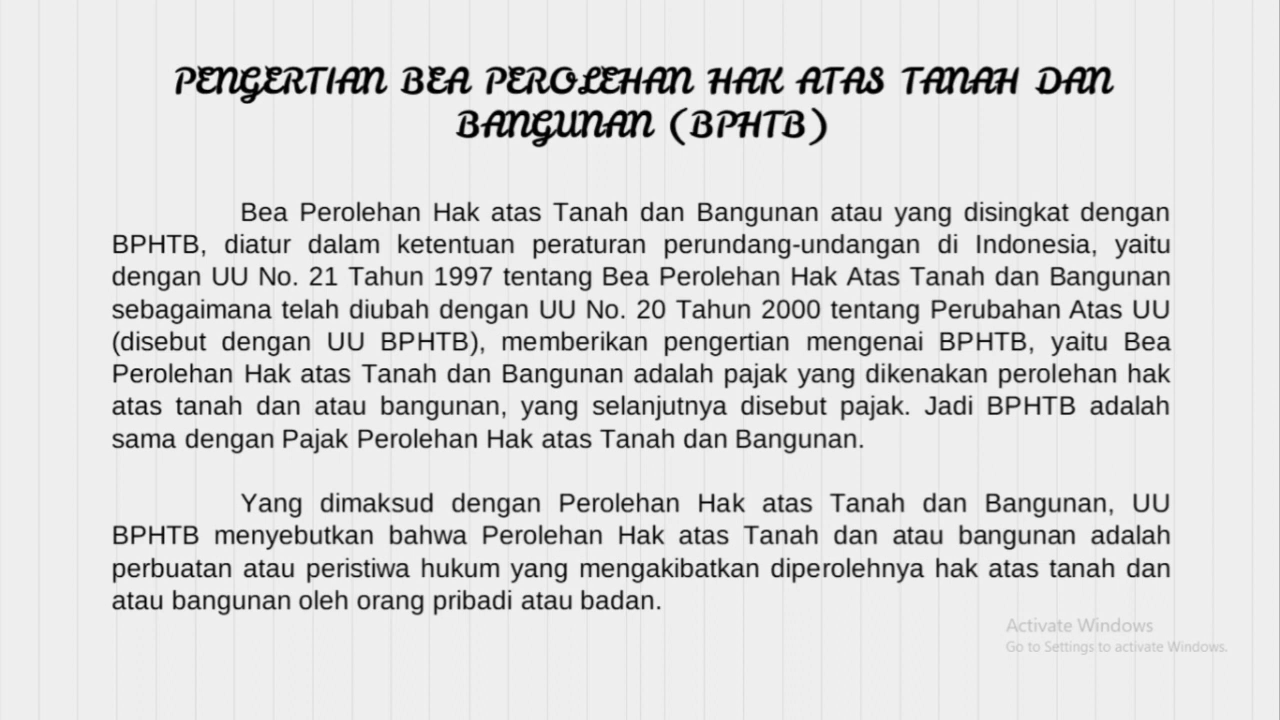 PENGERTIAN BEA PEROLEHAN HAK ATAS TANAH DAN
BANGUNAN (BPHTB)
Bea Perolehan Hak atas Tanah dan Bangunan atau yang disingkat dengan
BPHTB, diatur dalam ketentuan peraturan perundang-undangan di Indonesia, yaitu
dengan UU No. 21 Tahun 1997 tentang Bea Perolehan Hak Atas Tanah dan Bangunan
sebagaimana telah diubah dengan UU No. 20 Tahun 2000 tentang Perubahan Atas UU
(disebut dengan UU BPHTB), memberikan pengertian mengenai BPHTB, yaitu Bea
Perolehan Hak atas Tanah dan Bangunan adalah pajak yang dikenakan perolehan hak
atas tanah dan atau bangunan, yang selanjutnya disebut pajak. Jadi BPHTB adalah
sama dengan Pajak Perolehan Hak atas Tanah dan Bangunan.
Yang dimaksud dengan Perolehan Hak atas Tanah dan Bangunan, UU
BPHTB menyebutkan bahwa Perolehan Hak atas Tanah dan atau bangunan adalah
perbuatan atau peristiwa hukum yang mengakibatkan diperolehnya hak atas tanah dan
atau bangunan oleh orang pribadi atau badan.
Activate Windows
Go to Settings to activate Windows.